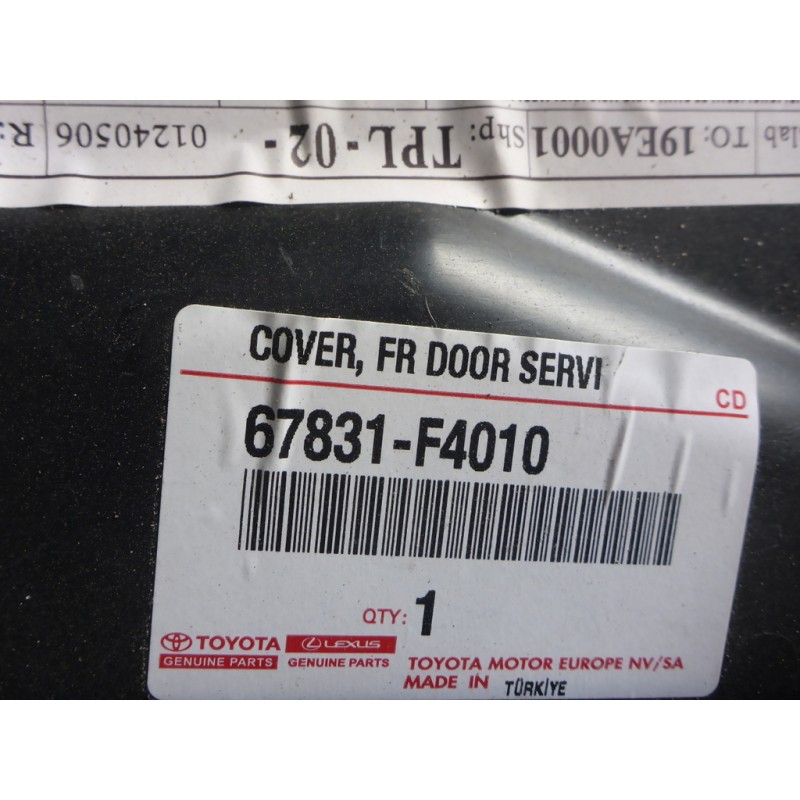 lab TO: 19EA0001 Shp: TPL-02- 01240506 R:
COVER, FR DOOR SERVI
CD
67831-F4010
QTY: 1
TOYOTA LEXUS
GENUINE PARTS GENUINE PARTS
TOYOTA MOTOR EUROPE NV/SA
MADE IN TÜRKİYE